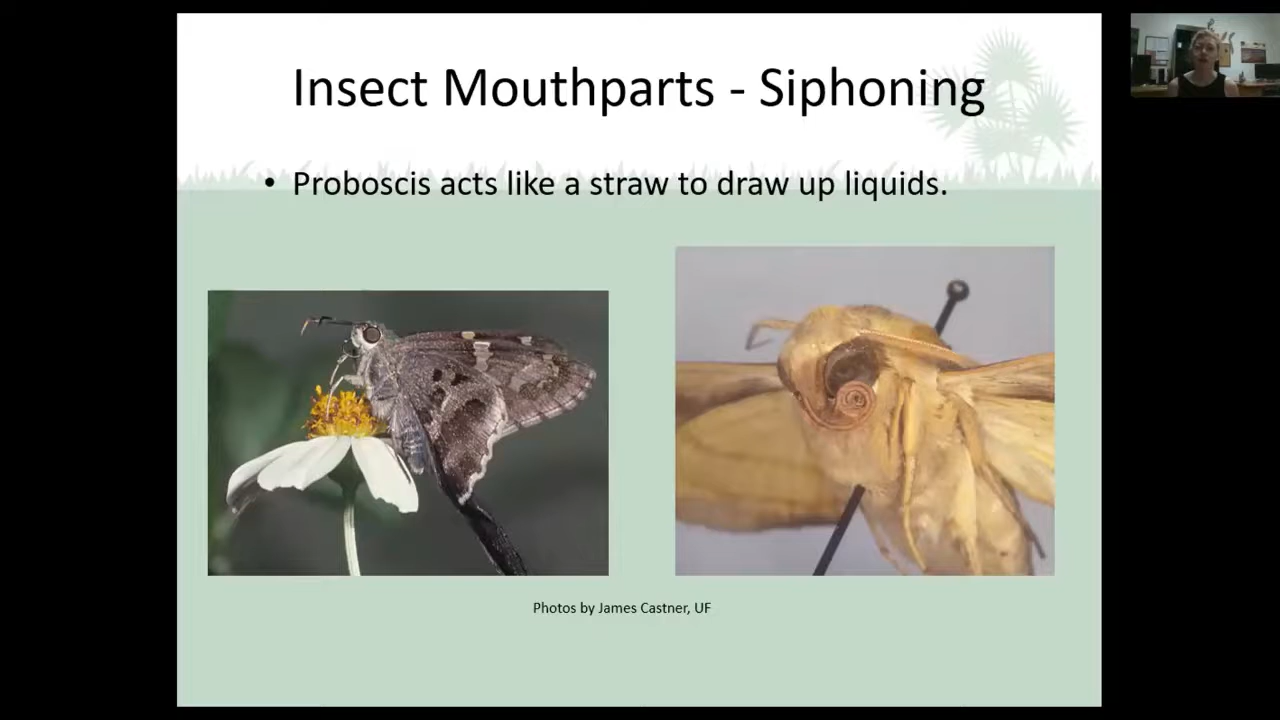 Insect Mouthparts - Siphoning
• Proboscis acts like a straw to draw up liquids.
Photos by James Castner, UF